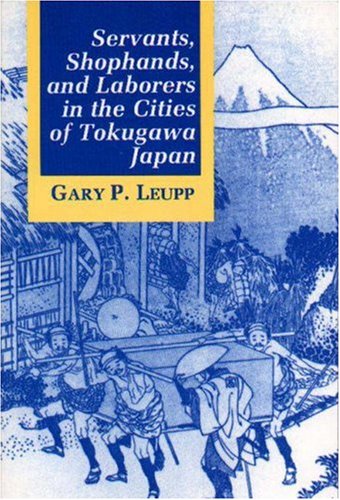 Servants,
Shophands,
and Laborers
in the Cities
of Tokugawa
Japan
GARY P. LEUPP